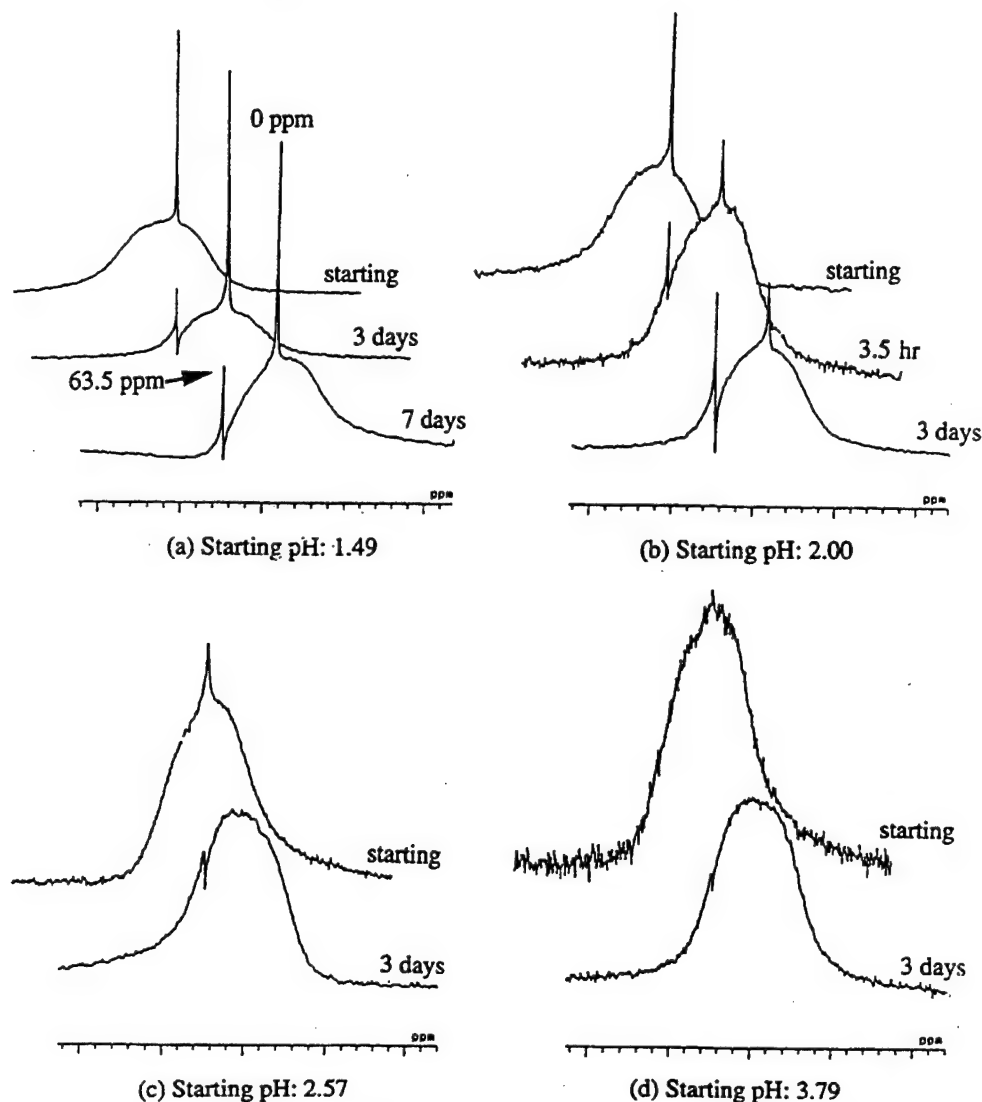 0 ppm
starting
3 days
63.5 ppm
7 days
ppm
(a) Starting pH: 1.49
starting
3.5 hr
3 days
ppm
(b) Starting pH: 2.00
starting
3 days
ppm
(c) Starting pH: 2.57
starting
3 days
ppm
(d) Starting pH: 3.79